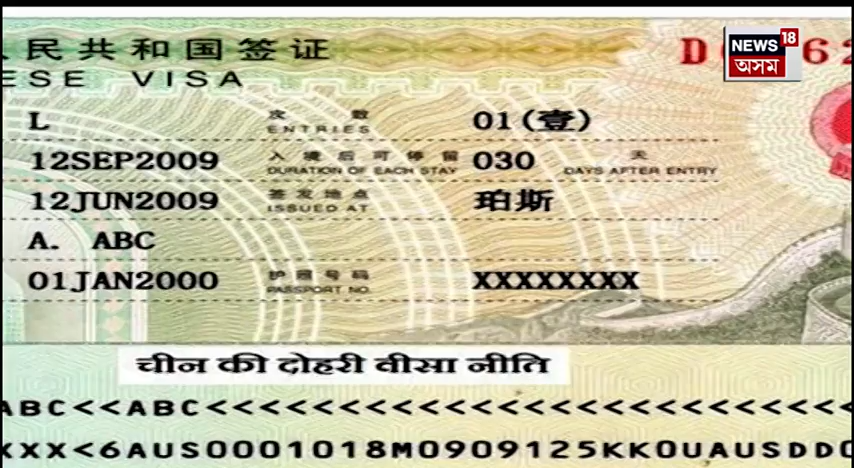 人民共和国签证 D
NEWS 18
অসম
ESE VISA
L 次 数 01 (壹)
ENTRIES
12SEP2009 入 境 后 可 停 留 030 天
DURATION OF EACH STAY DAYS AFTER ENTRY
12JUN2009 签 发 地 点 珀斯
ISSUED AT
A. ABC
01JAN2000 护 照 号 码 XXXXXXXX
PASSPORT NO.
चीन की दोहरी वीसा नीति
ABC<<ABC<<<<<<<<<<<<<<<<<<<<<<<<<<<<
XXX<6AUS0001018M0909125KK0UAUSDD0